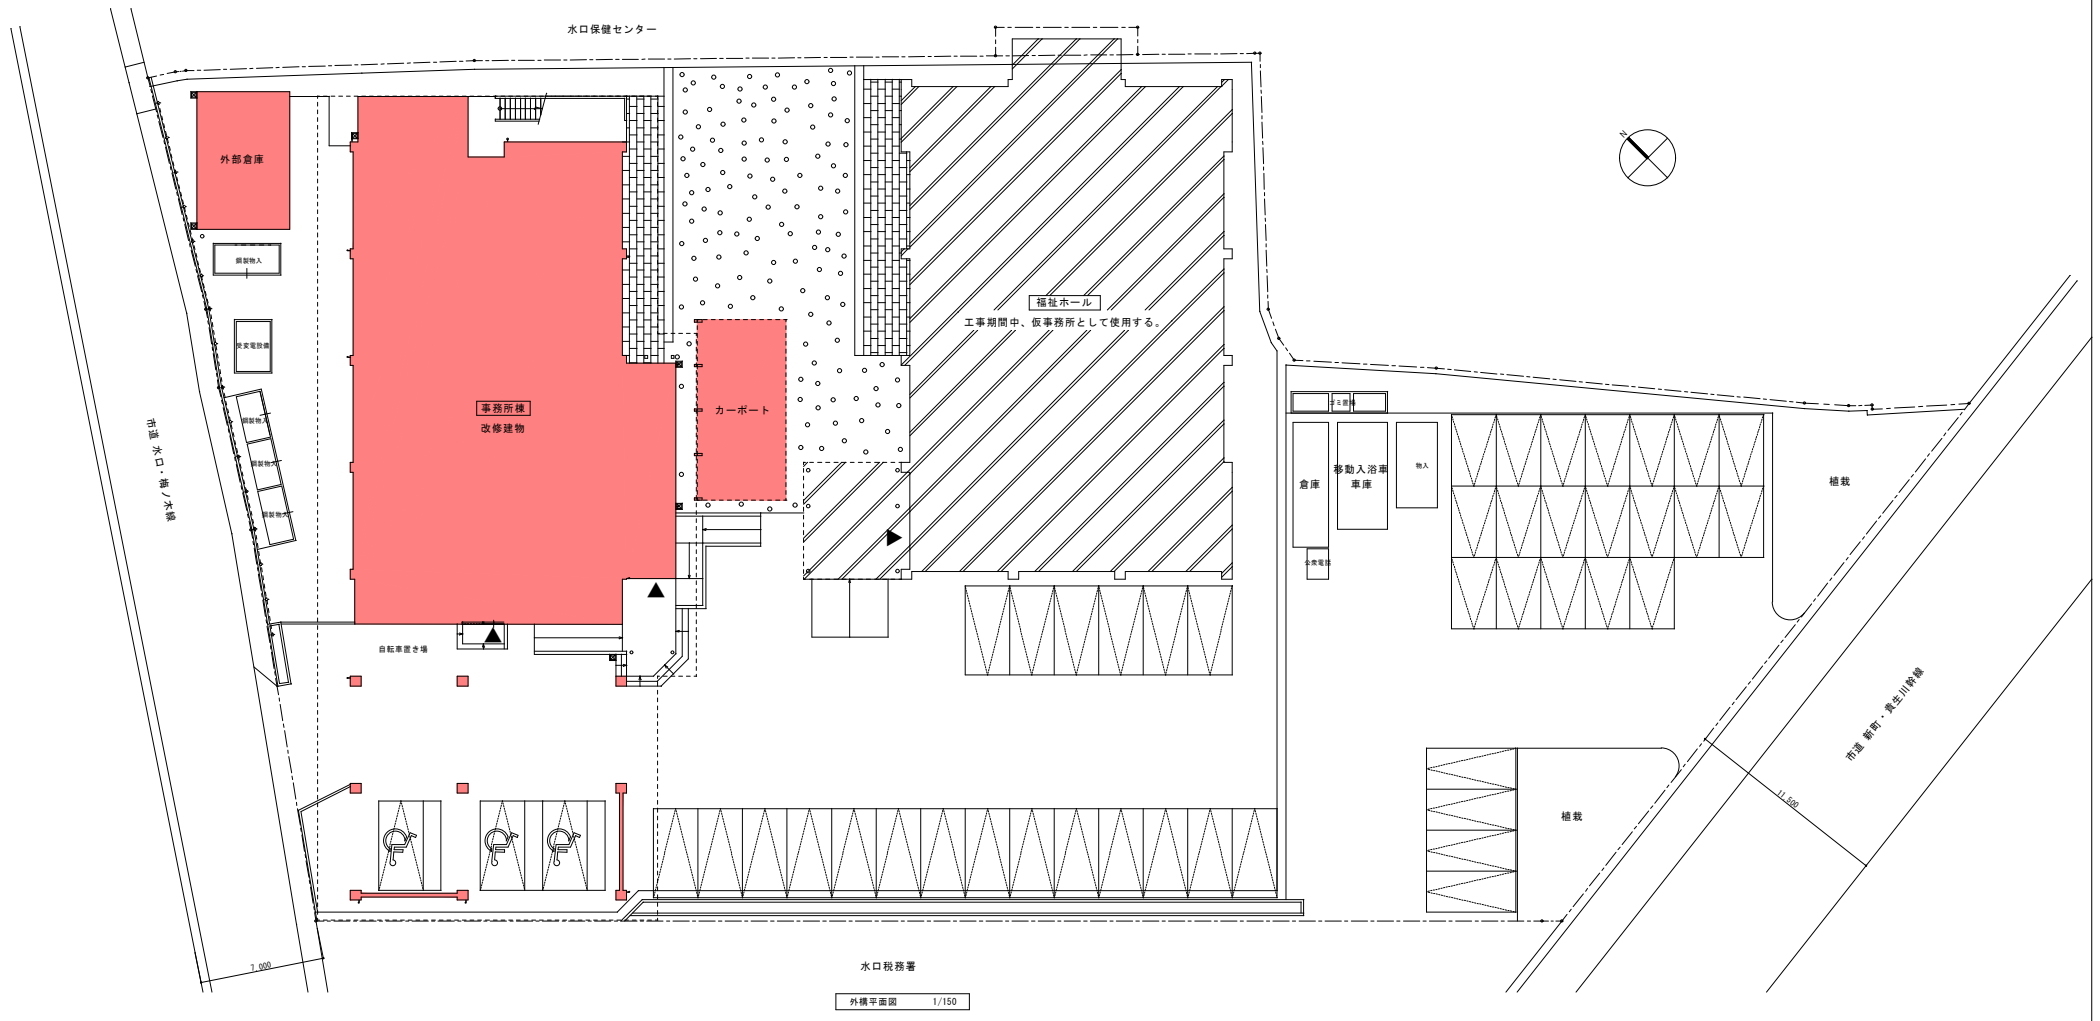 水口保健センター
N
外部倉庫
鋼製物入
受変電設備
鋼製物入
鋼製物入
鋼製物入
市道 水口・梅ノ木線
事務所棟
改修建物
カーポート
福祉ホール
工事期間中、仮事務所として使用する。
ゴミ置場
倉庫
移動入浴車
車庫
物入
公衆電話
植栽
自転車置き場
植栽
市道 新町・貴生川幹線
11,500
7,000
水口税務署
外構平面図 1/150